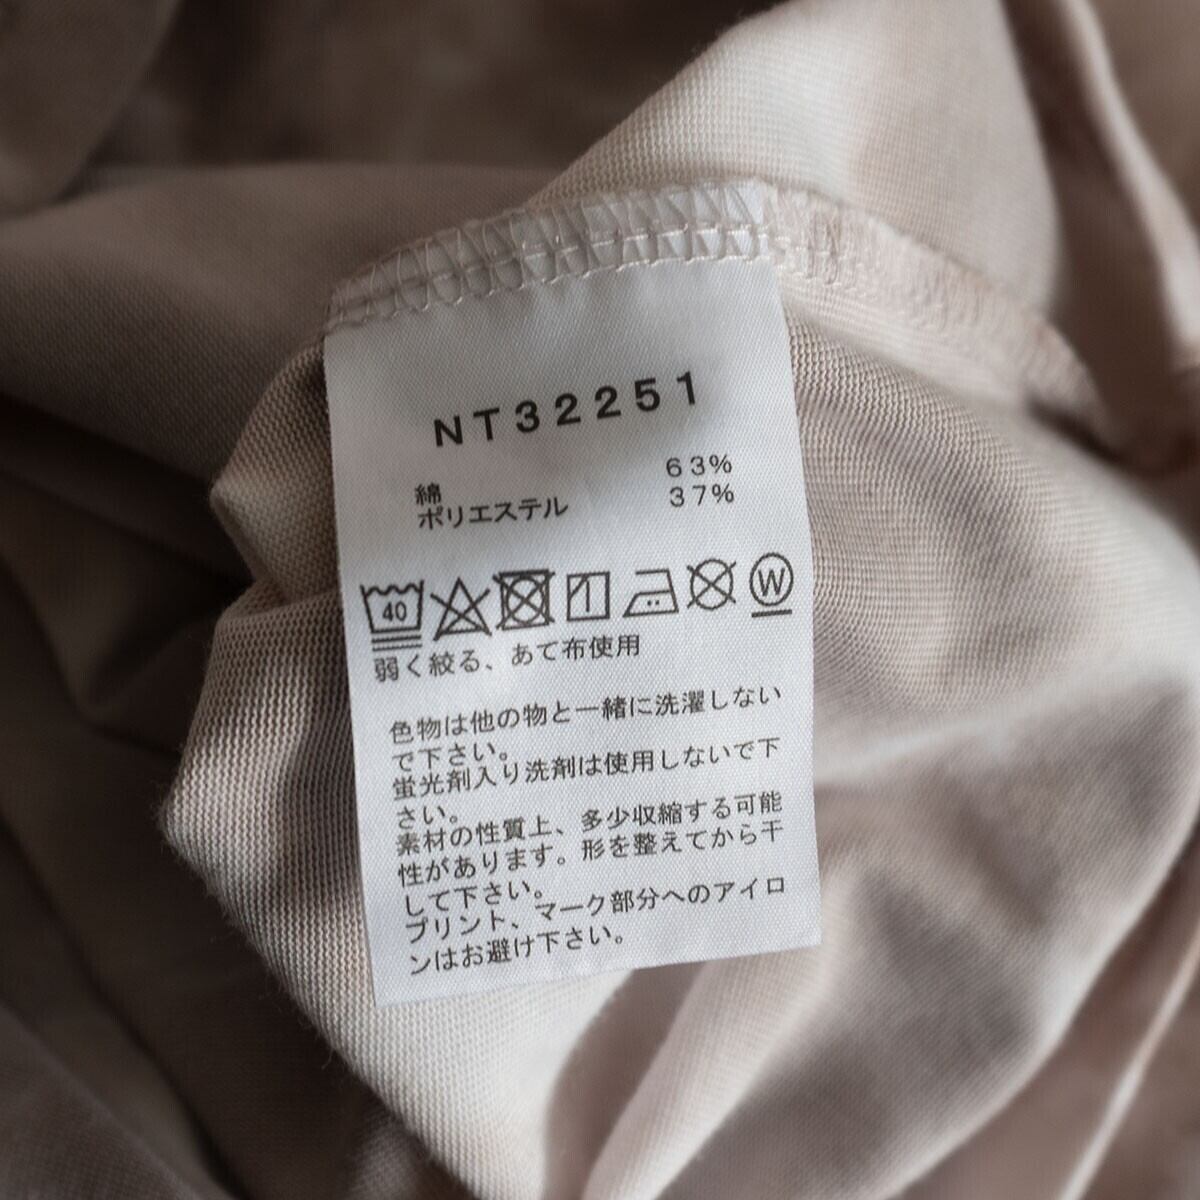 NT32251
綿 63%
ポリエステル 37%
40 W
弱く絞る、あて布使用
色物は他の物と一緒に洗濯しない
で下さい。
蛍光剤入り洗剤は使用しないで下
さい。
素材の性質上、多少収縮する可能
性があります。形を整えてから干
して下さい。
プリント、マーク部分へのアイロ
ンはお避け下さい。